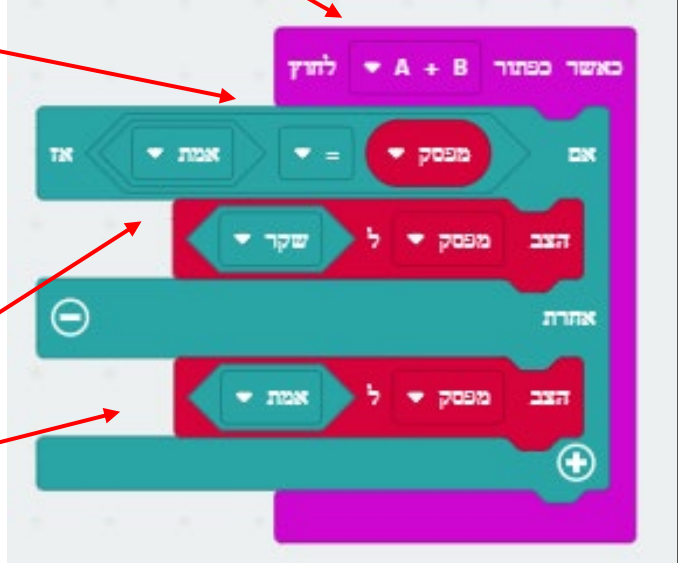 כאשר כפתור A + B לחוץ
אם מפסק = אמת אז
הצב מפסק ל שקר
אחרת
הצב מפסק ל אמת